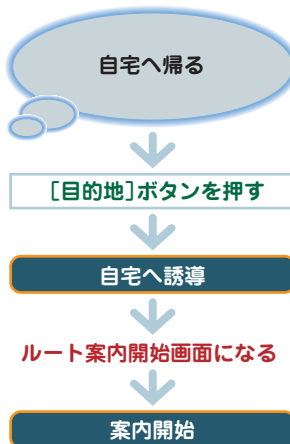 自宅へ帰る
［目的地］ボタンを押す
自宅へ誘導
ルート案内開始画面になる
案内開始